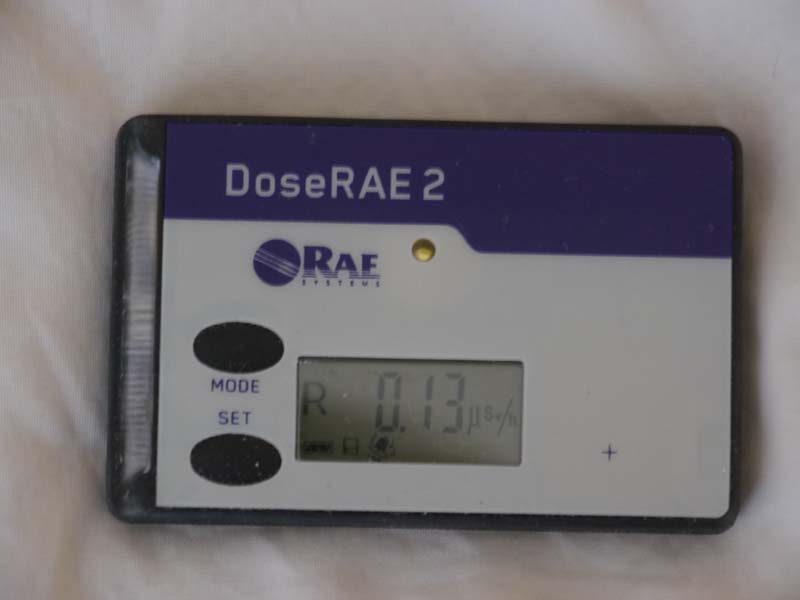 DoseRAE 2
RAE
SYSTEMS
MODE
SET
R 0.13 µSv/h
+